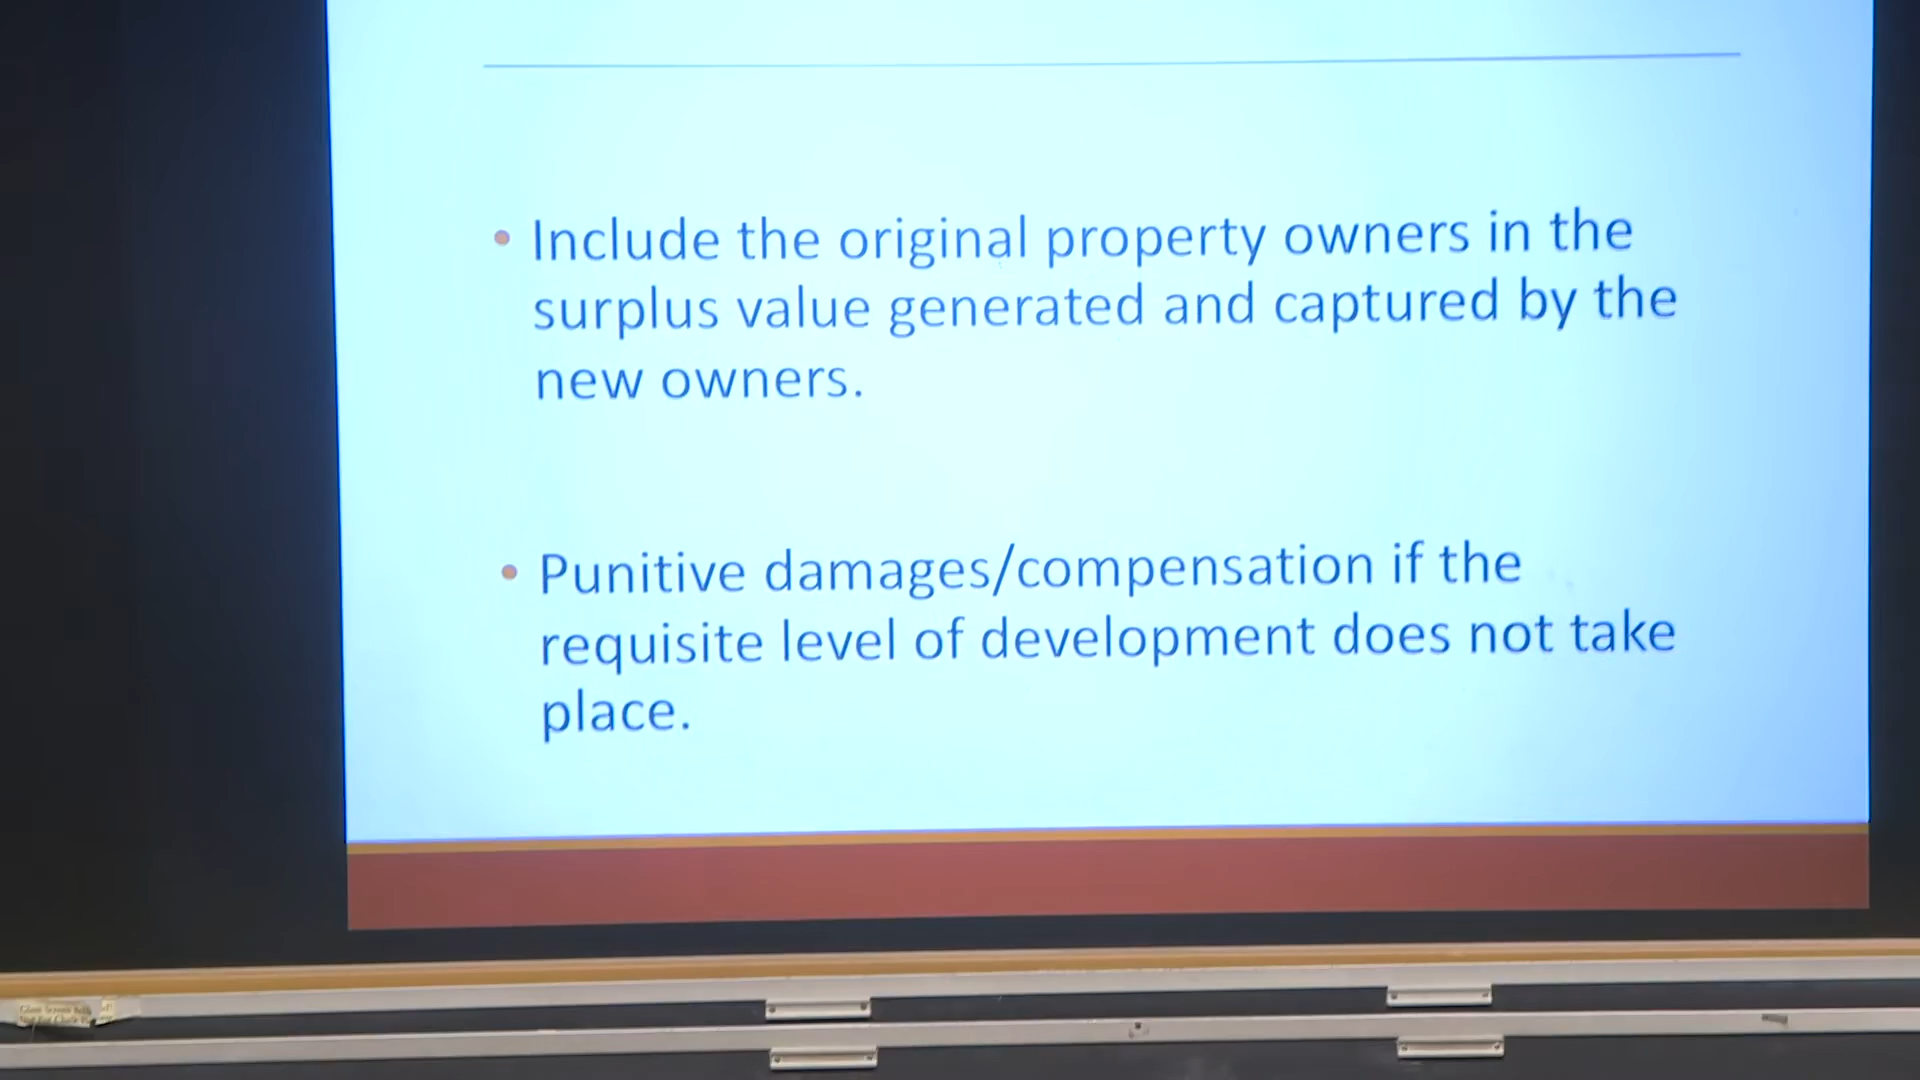 • Include the original property owners in the
surplus value generated and captured by the
new owners.
• Punitive damages/compensation if the
requisite level of development does not take
place.